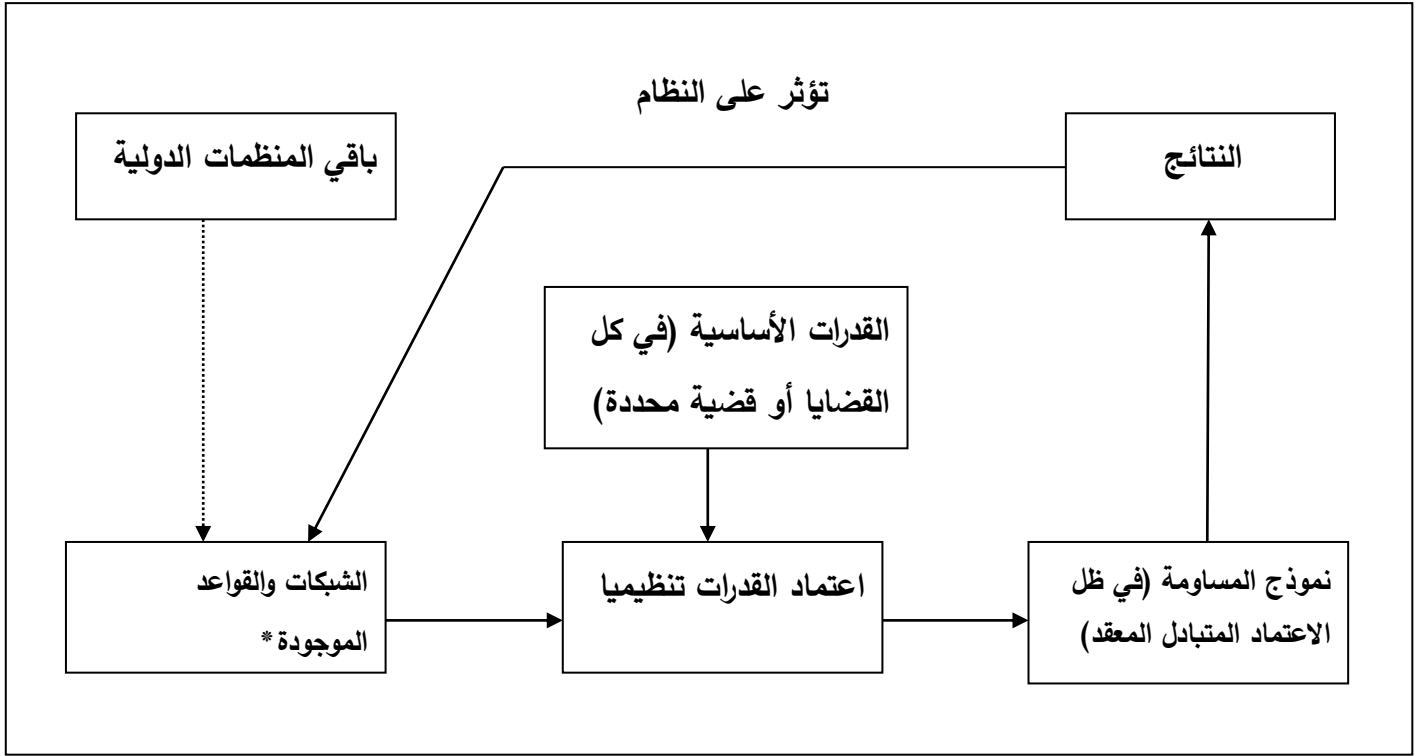 تؤثر على النظام
النتائج
باقي المنظمات الدولية
القدرات الأساسية (في كل
القضايا أو قضية محددة)
نموذج المساومة (في ظل
الاعتماد المتبادل المعقد)
اعتماد القدرات تنظيميا
الشبكات والقواعد
الموجودة*